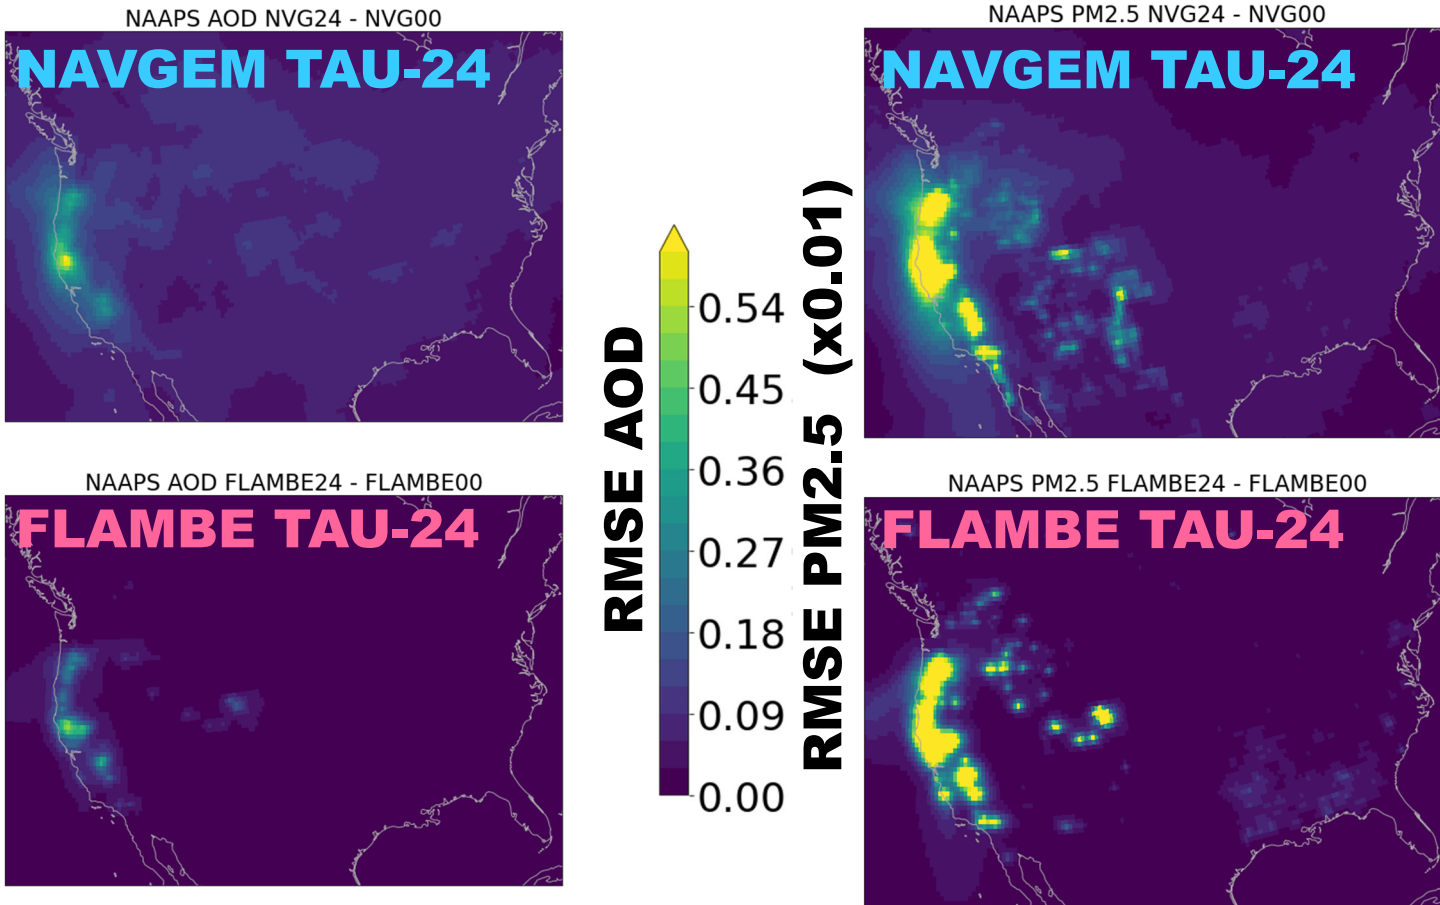 NAAPS AOD NVG24 - NVG00
NAVGEM TAU-24
NAAPS PM2.5 NVG24 - NVG00
NAVGEM TAU-24
RMSE AOD
0.54
0.45
0.36
0.27
0.18
0.09
0.00
RMSE PM2.5 (x0.01)
NAAPS AOD FLAMBE24 - FLAMBE00
FLAMBE TAU-24
NAAPS PM2.5 FLAMBE24 - FLAMBE00
FLAMBE TAU-24